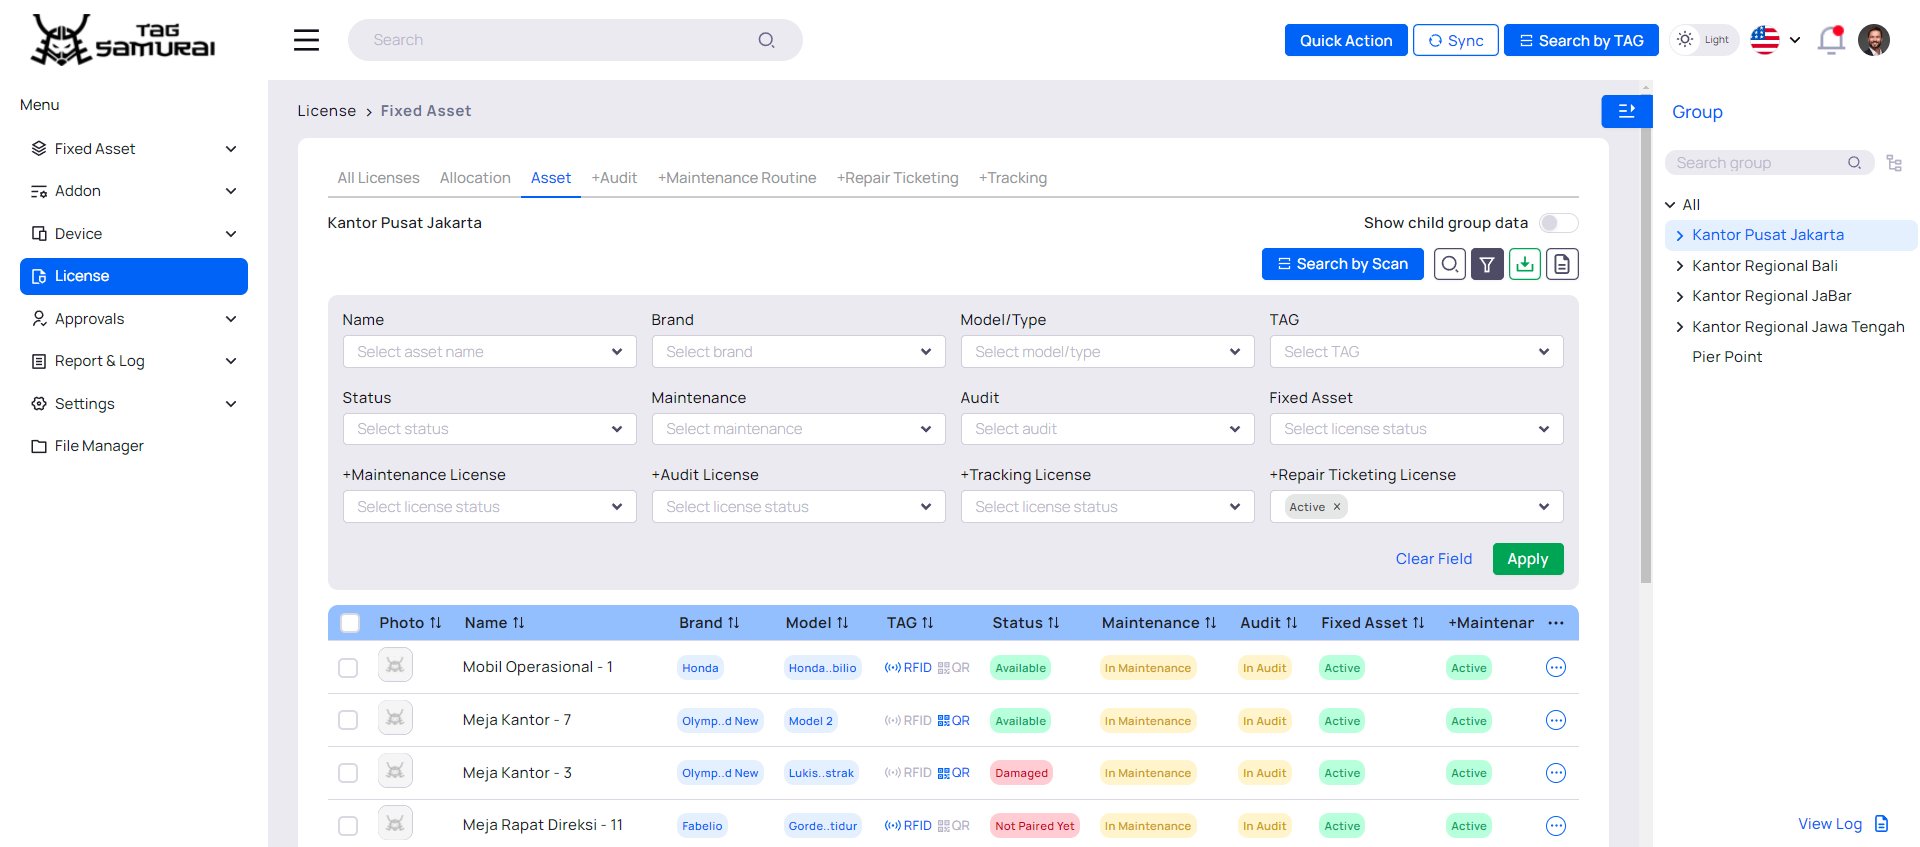 TAG SAMURAI
Search
Quick Action
Sync
Search by TAG
Light
Menu
Fixed Asset
Addon
Device
License
Approvals
Report & Log
Settings
File Manager
License > Fixed Asset
All Licenses Allocation Asset +Audit +Maintenance Routine +Repair Ticketing +Tracking
Kantor Pusat Jakarta
Show child group data
Search by Scan
Name Brand Model/Type TAG
Select asset name Select brand Select model/type Select TAG
Status Maintenance Audit Fixed Asset
Select status Select maintenance Select audit Select license status
+Maintenance License +Audit License +Tracking License +Repair Ticketing License
Select license status Select license status Select license status Active ×
Clear Field Apply
Photo Name Brand Model TAG Status Maintenance Audit Fixed Asset +Maintenar ...
Mobil Operasional - 1 Honda Honda..bilio RFID QR Available In Maintenance In Audit Active Active
Meja Kantor - 7 Olymp..d New Model 2 RFID QR Available In Maintenance In Audit Active Active
Meja Kantor - 3 Olymp..d New Lukis..strak RFID QR Damaged In Maintenance In Audit Active Active
Meja Rapat Direksi - 11 Fabelio Gorde..tidur RFID QR Not Paired Yet In Maintenance In Audit Active Active
Group
Search group
All
Kantor Pusat Jakarta
Kantor Regional Bali
Kantor Regional JaBar
Kantor Regional Jawa Tengah
Pier Point
View Log